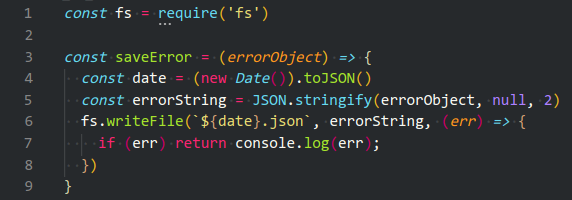 1 const fs = require('fs')
2
3 const saveError = (errorObject) => {
4   const date = (new Date()).toJSON()
5   const errorString = JSON.stringify(errorObject, null, 2)
6   fs.writeFile(`${date}.json`, errorString, (err) => {
7     if (err) return console.log(err);
8   })
9 }